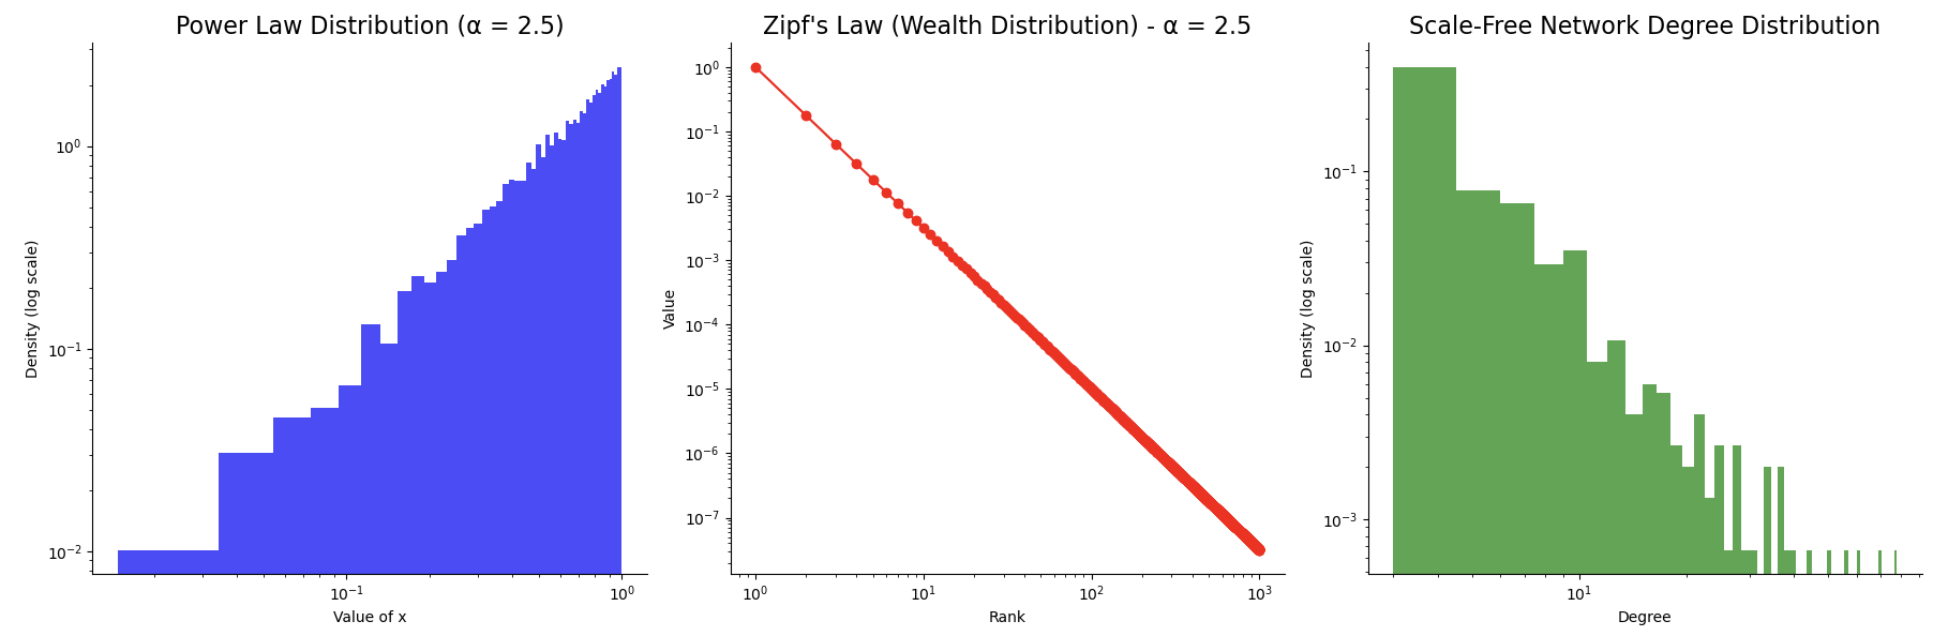 Power Law Distribution (α = 2.5)
Density (log scale)
10⁰
10⁻¹
10⁻²
10⁻¹ 10⁰
Value of x
Zipf's Law (Wealth Distribution) - α = 2.5
Value
10⁰
10⁻¹
10⁻²
10⁻³
10⁻⁴
10⁻⁵
10⁻⁶
10⁻⁷
10⁰ 10¹ 10² 10³
Rank
Scale-Free Network Degree Distribution
Density (log scale)
10⁻¹
10⁻²
10⁻³
10¹
Degree